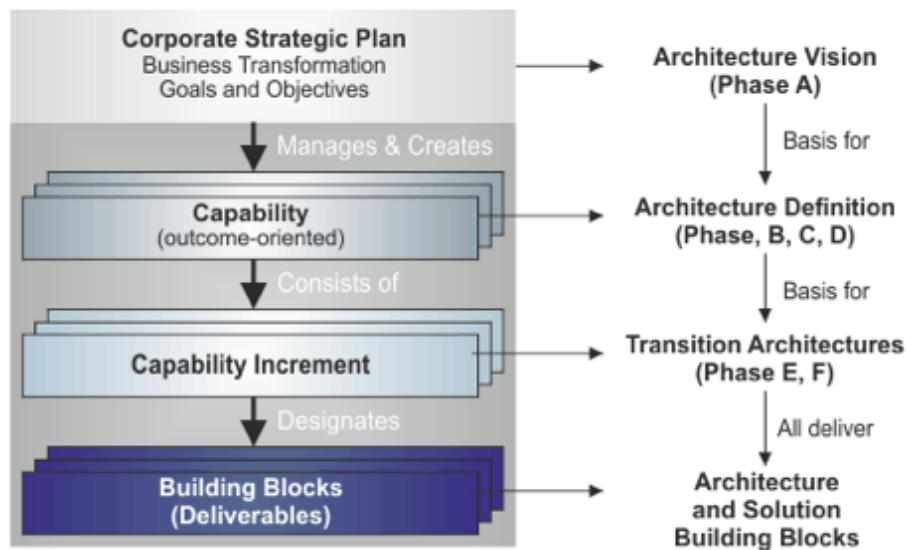 Corporate Strategic Plan
Business Transformation
Goals and Objectives
Architecture Vision
(Phase A)
Manages & Creates
Basis for
Capability
(outcome-oriented)
Architecture Definition
(Phase, B, C, D)
Consists of
Basis for
Capability Increment
Transition Architectures
(Phase E, F)
Designates
All deliver
Building Blocks
(Deliverables)
Architecture
and Solution
Building Blocks